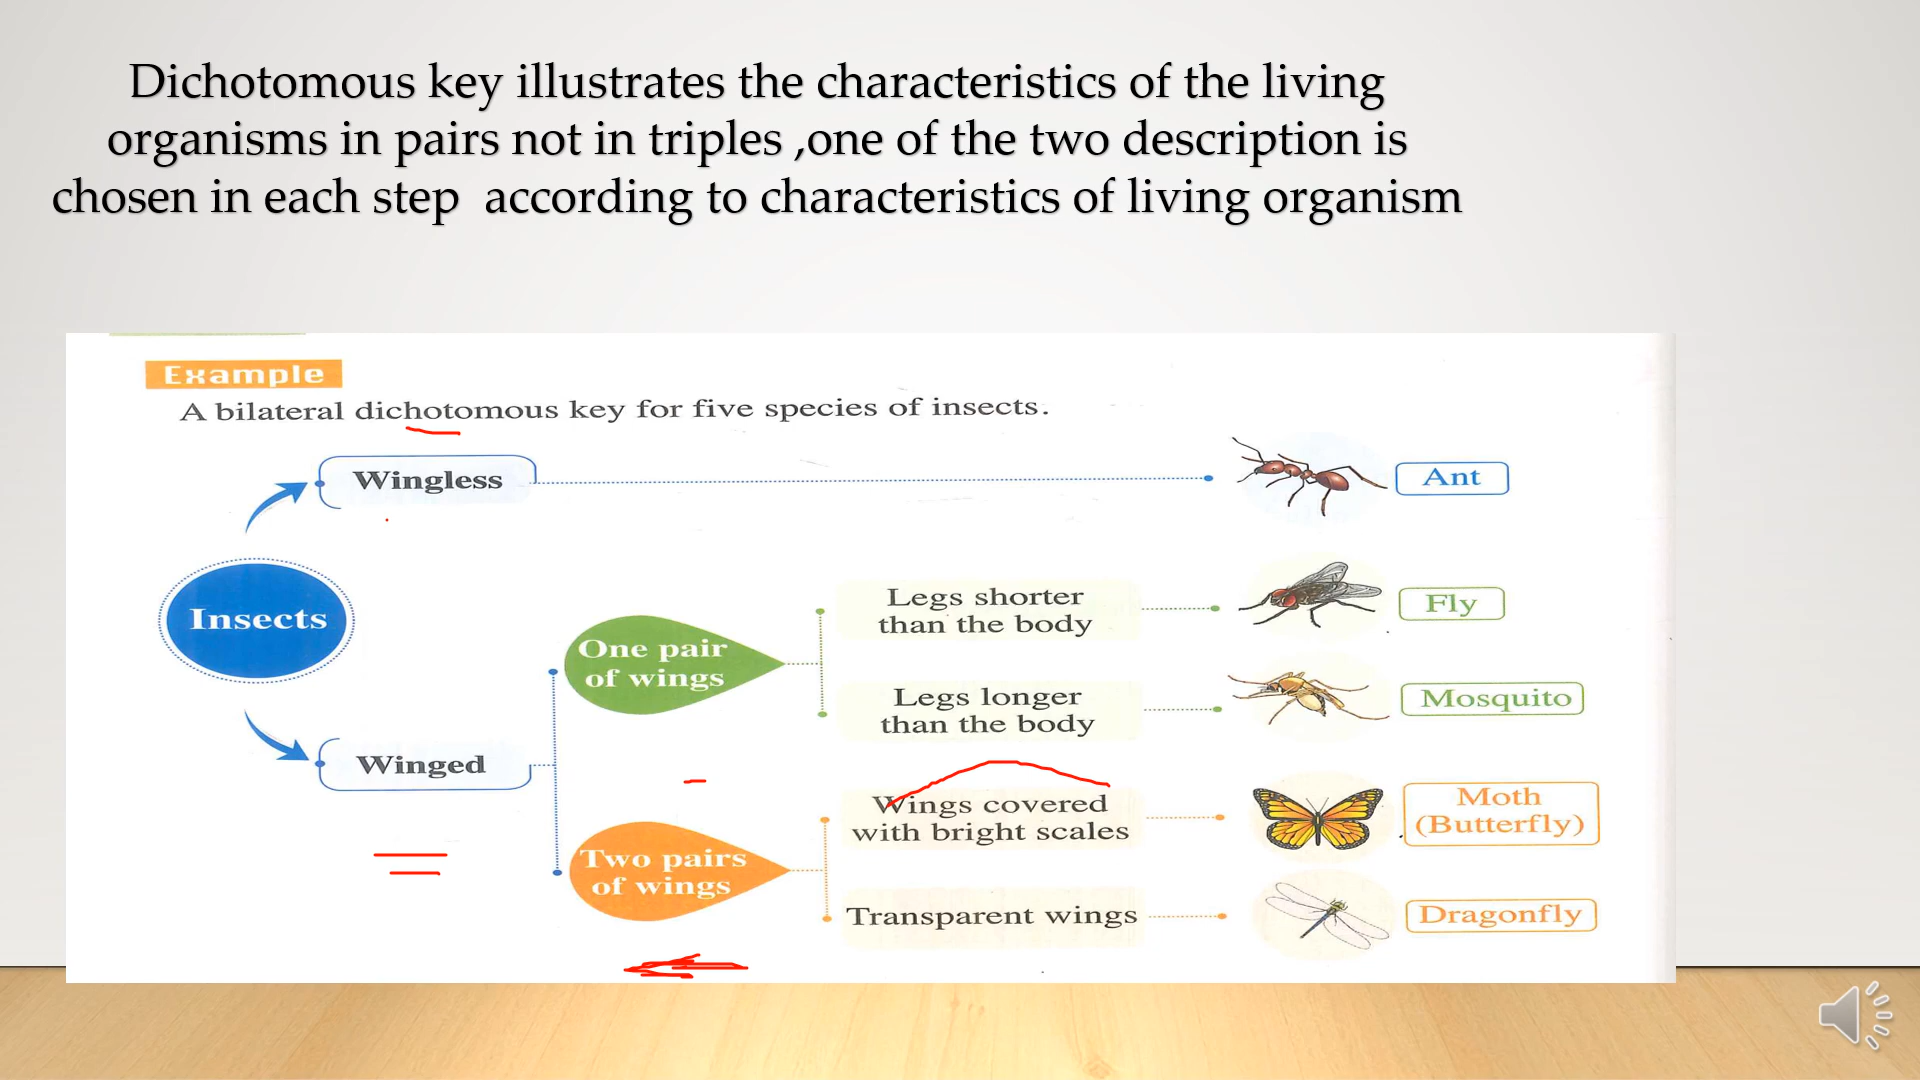 Dichotomous key illustrates the characteristics of the living
organisms in pairs not in triples ,one of the two description is
chosen in each step according to characteristics of living organism
Example
A bilateral dichotomous key for five species of insects.
Wingless
Ant
Insects
Winged
One pair
of wings
Legs shorter
than the body
Fly
Legs longer
than the body
Mosquito
Two pairs
of wings
Wings covered
with bright scales
Moth
(Butterfly)
Transparent wings
Dragonfly